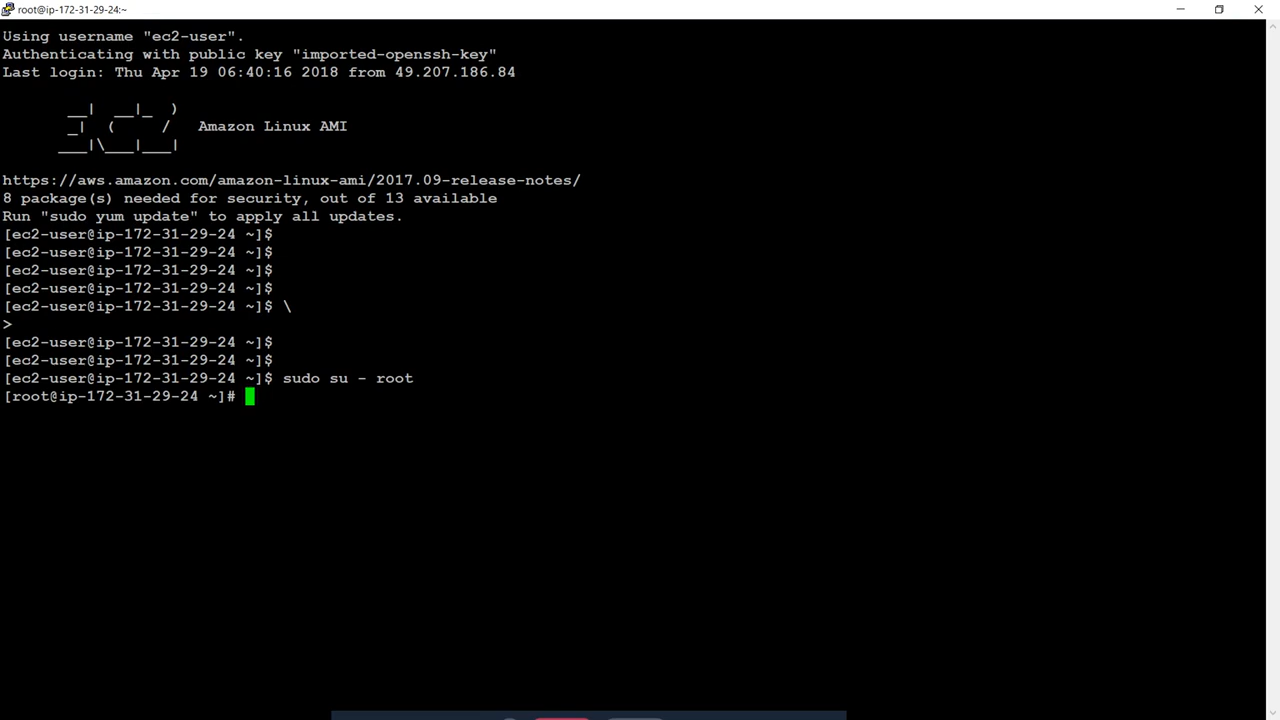 root@ip-172-31-29-24:~
Using username "ec2-user".
Authenticating with public key "imported-openssh-key"
Last login: Thu Apr 19 06:40:16 2018 from 49.207.186.84
       __|  __|_  )
       _|  (     /   Amazon Linux AMI
      ___|\___|___|
https://aws.amazon.com/amazon-linux-ami/2017.09-release-notes/
8 package(s) needed for security, out of 13 available
Run "sudo yum update" to apply all updates.
[ec2-user@ip-172-31-29-24 ~]$
[ec2-user@ip-172-31-29-24 ~]$
[ec2-user@ip-172-31-29-24 ~]$
[ec2-user@ip-172-31-29-24 ~]$
[ec2-user@ip-172-31-29-24 ~]$ \
>
[ec2-user@ip-172-31-29-24 ~]$
[ec2-user@ip-172-31-29-24 ~]$
[ec2-user@ip-172-31-29-24 ~]$ sudo su - root
[root@ip-172-31-29-24 ~]#